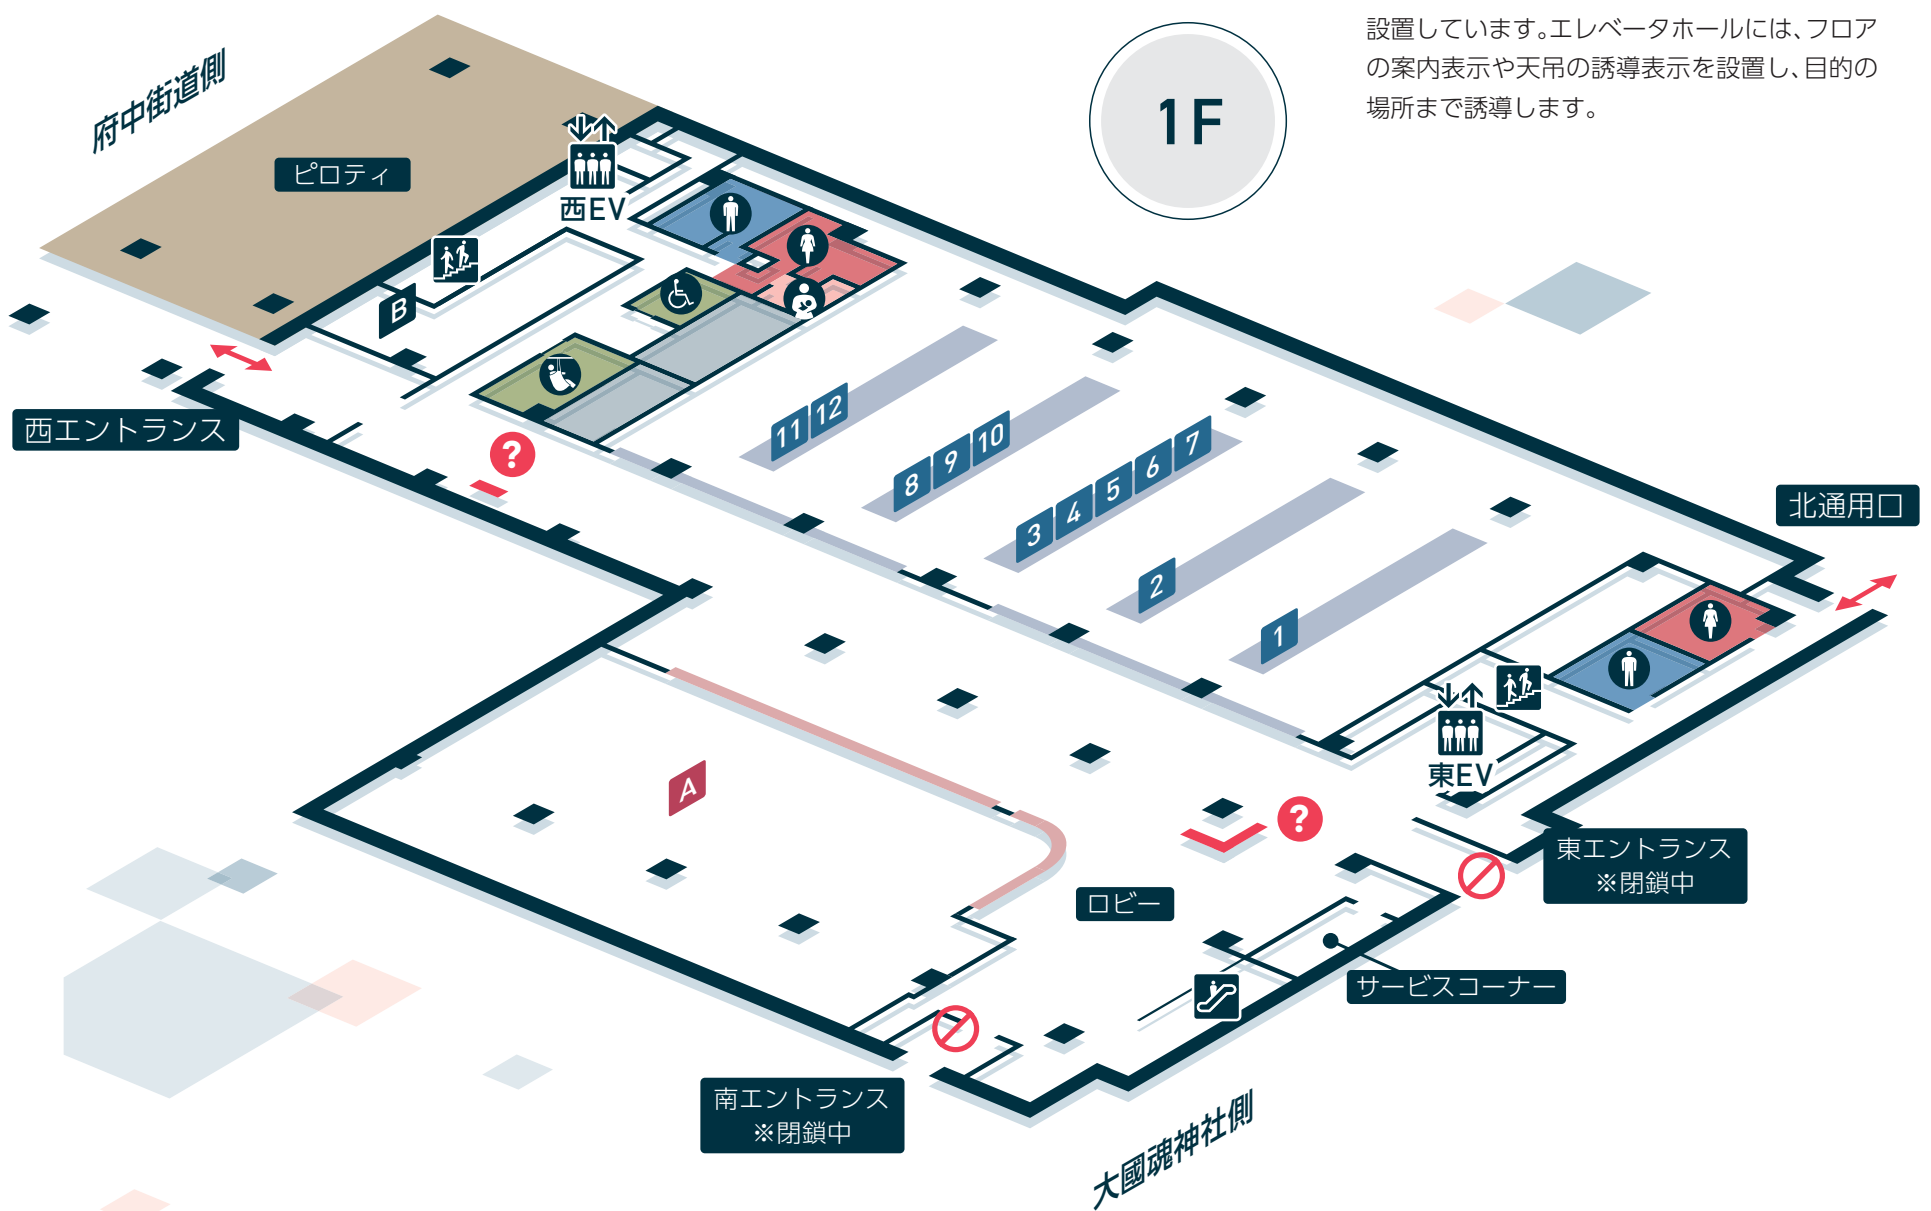 設置しています。エレベータホールには、フロア
の案内表示や天吊の誘導表示を設置し、目的の
場所まで誘導します。
1F
府中街道側
ピロティ
西EV
B
西エントランス
?
11
12
8
9
10
3
4
5
6
7
2
1
北通用口
東EV
A
?
東エントランス
※閉鎖中
ロビー
サービスコーナー
南エントランス
※閉鎖中
大國魂神社側